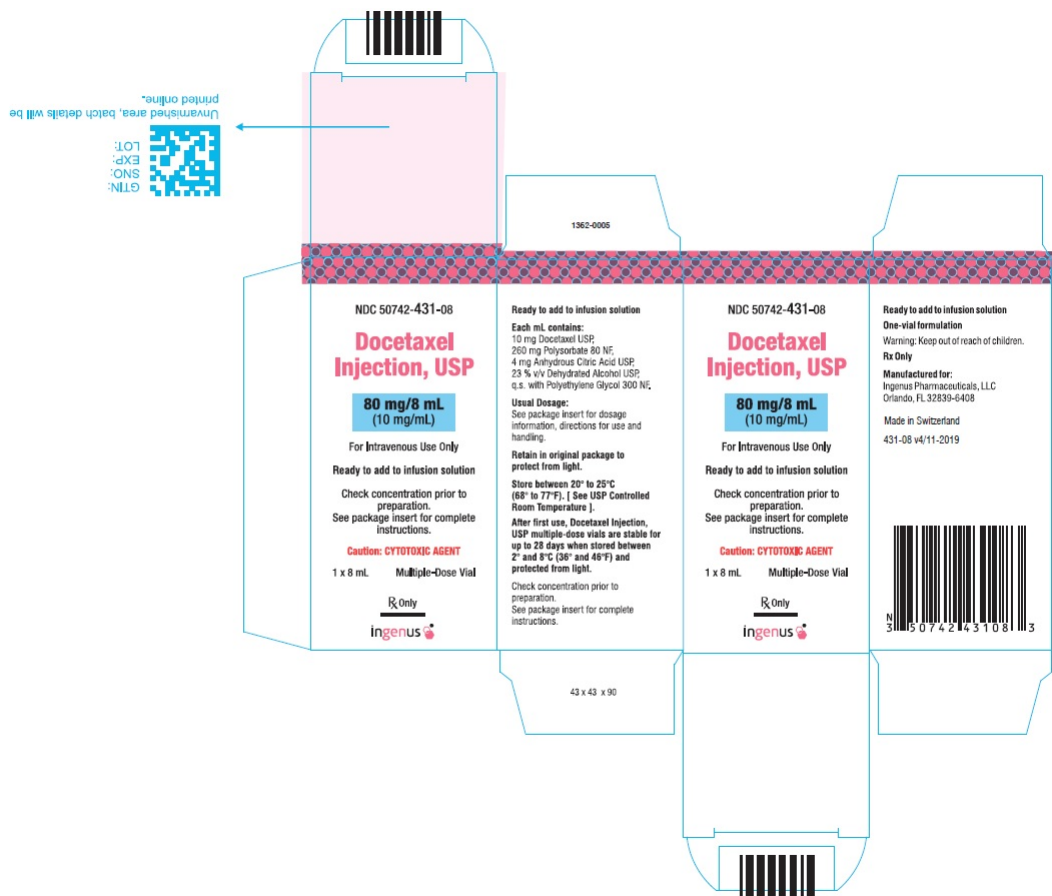 Unvarnished area, batch details will be
printed online.
GTIN:
SNO:
EXP:
LOT:
1362-0005
NDC 50742-431-08
Docetaxel
Injection, USP
80 mg/8 mL
(10 mg/mL)
For Intravenous Use Only
Ready to add to infusion solution
Check concentration prior to
preparation.
See package insert for complete
instructions.
Caution: CYTOTOXIC AGENT
1 x 8 mL Multiple-Dose Vial
℞ Only
ingenus
Ready to add to infusion solution
Each mL contains:
10 mg Docetaxel USP,
260 mg Polysorbate 80 NF,
4 mg Anhydrous Citric Acid USP,
23 % v/v Dehydrated Alcohol USP,
q.s. with Polyethylene Glycol 300 NF.
Usual Dosage:
See package insert for dosage
information, directions for use and
handling.
Retain in original package to
protect from light.
Store between 20° to 25°C
(68° to 77°F). [ See USP Controlled
Room Temperature ].
After first use, Docetaxel Injection,
USP multiple-dose vials are stable for
up to 28 days when stored between
2° and 8°C (36° and 46°F) and
protected from light.
Check concentration prior to
preparation.
See package insert for complete
instructions.
43 x 43 x 90
NDC 50742-431-08
Docetaxel
Injection, USP
80 mg/8 mL
(10 mg/mL)
For Intravenous Use Only
Ready to add to infusion solution
Check concentration prior to
preparation.
See package insert for complete
instructions.
Caution: CYTOTOXIC AGENT
1 x 8 mL Multiple-Dose Vial
℞ Only
ingenus
Ready to add to infusion solution
One-vial formulation
Warning: Keep out of reach of children.
Rx Only
Manufactured for:
Ingenus Pharmaceuticals, LLC
Orlando, FL 32839-6408
Made in Switzerland
431-08 v4/11-2019
N
3 50742 43108 3